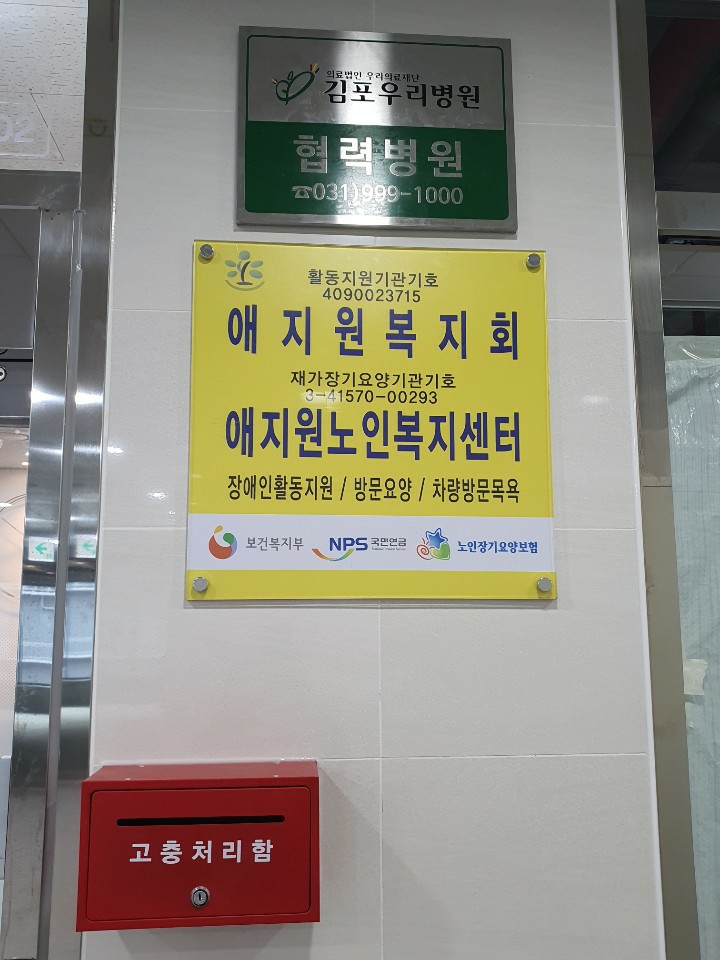 의료법인 우리의료재단
김포우리병원
협력병원
☎031)999-1000
활동지원기관기호
4090023715
애지원복지회
재가장기요양기관기호
3-41570-00293
애지원노인복지센터
장애인활동지원 / 방문요양 / 차량방문목욕
보건복지부 NPS 국민연금 노인장기요양보험
고충처리함